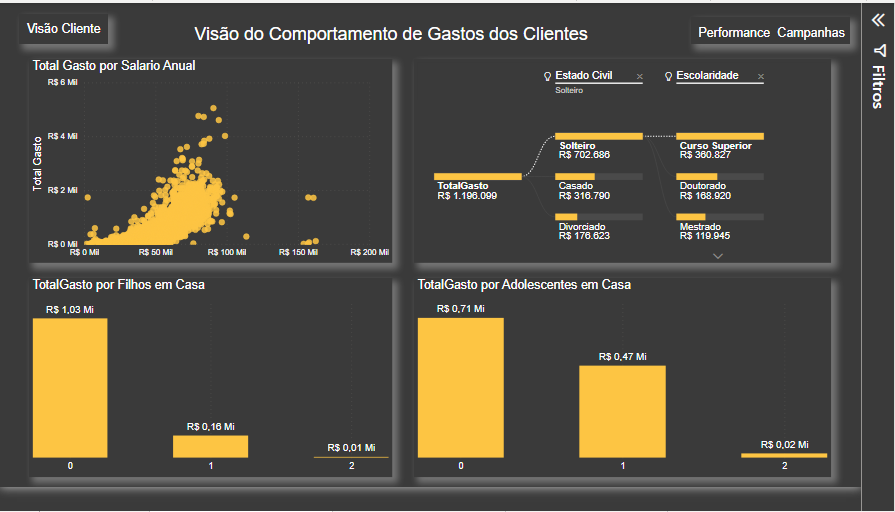 Visão Cliente
Visão do Comportamento de Gastos dos Clientes
Performance Campanhas
Filtros
Total Gasto por Salario Anual
R$ 6 Mil
R$ 4 Mil
R$ 2 Mil
R$ 0 Mil
Total Gasto
R$ 0 Mil
R$ 50 Mil
R$ 100 Mil
R$ 150 Mil
R$ 200 Mil
Estado Civil
Solteiro
Escolaridade
TotalGasto
R$ 1.196.099
Solteiro
R$ 702.686
Casado
R$ 316.790
Divorciado
R$ 176.623
Curso Superior
R$ 360.827
Doutorado
R$ 168.920
Mestrado
R$ 119.945
TotalGasto por Filhos em Casa
R$ 1,03 Mi
R$ 0,16 Mi
R$ 0,01 Mi
0
1
2
TotalGasto por Adolescentes em Casa
R$ 0,71 Mi
R$ 0,47 Mi
R$ 0,02 Mi
0
1
2